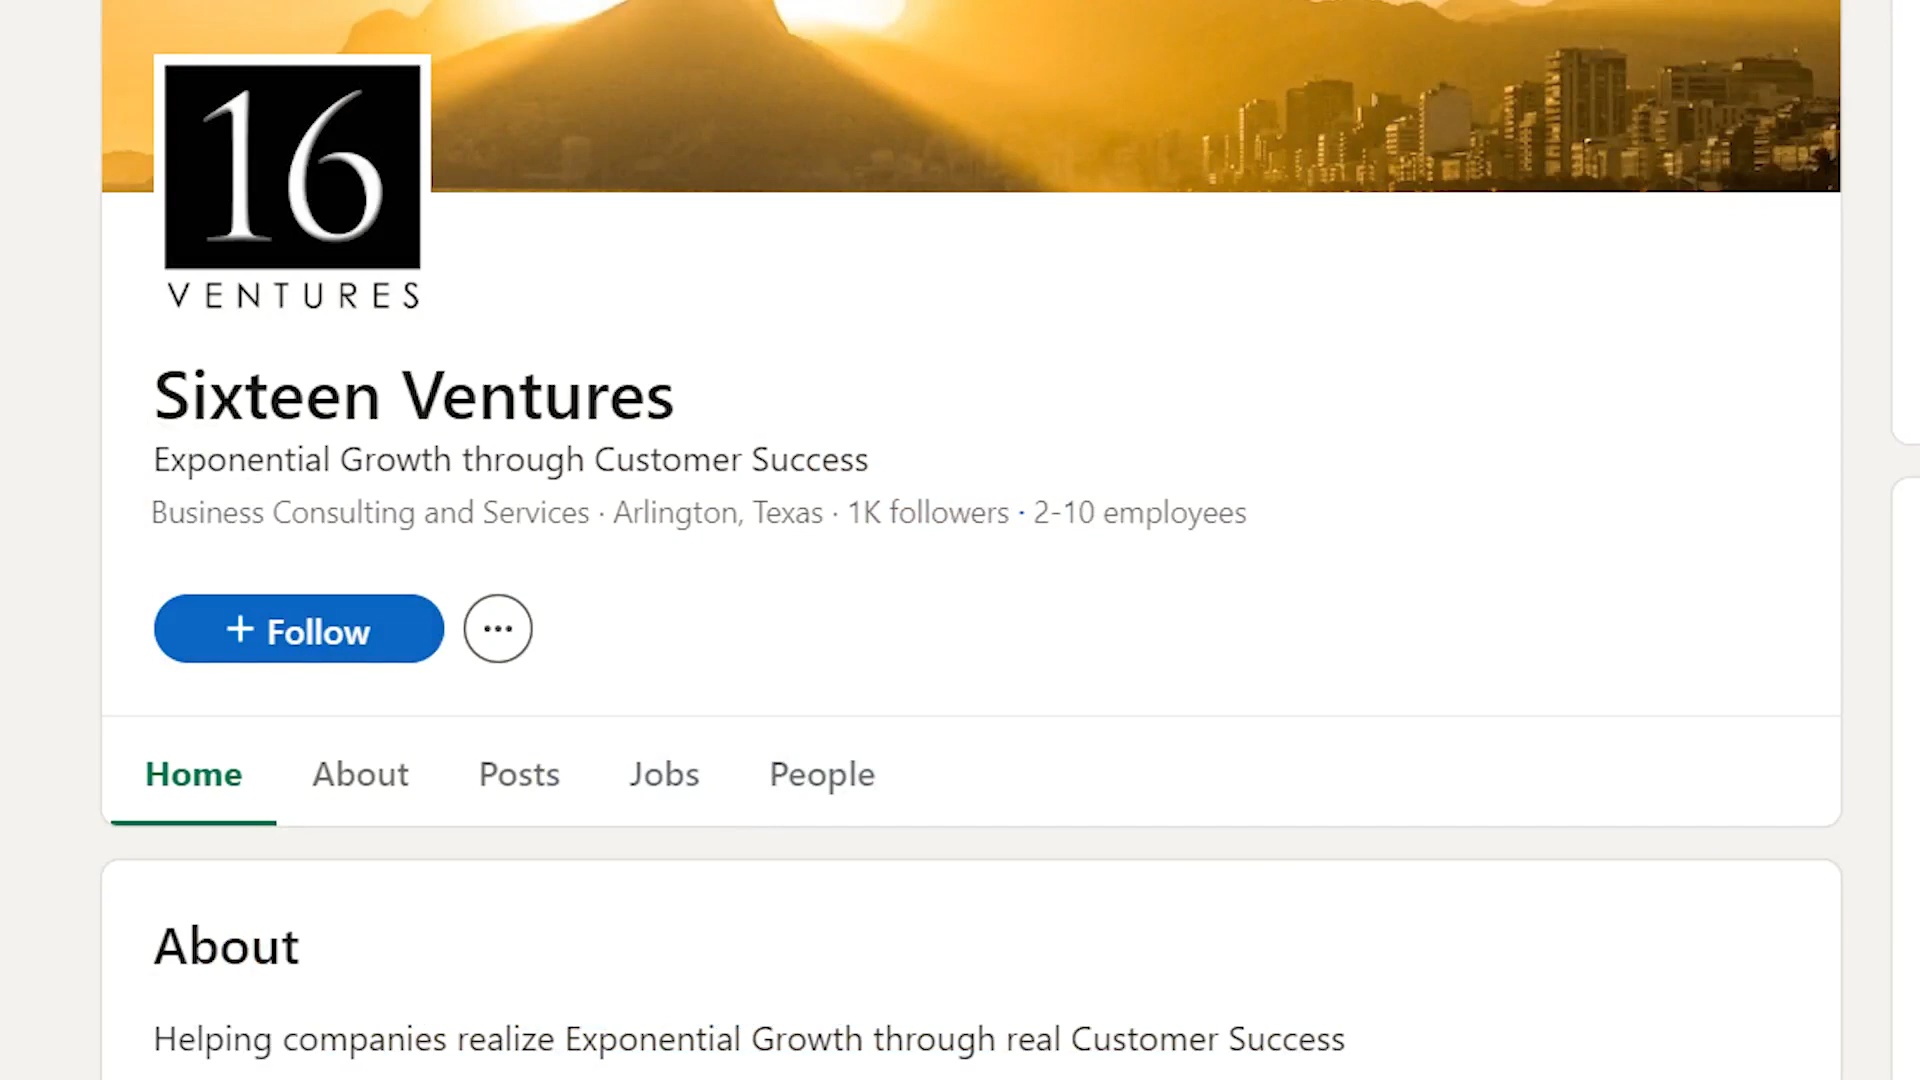 16
VENTURES
Sixteen Ventures
Exponential Growth through Customer Success
Business Consulting and Services · Arlington, Texas · 1K followers · 2-10 employees
+ Follow
Home About Posts Jobs People
About
Helping companies realize Exponential Growth through real Customer Success